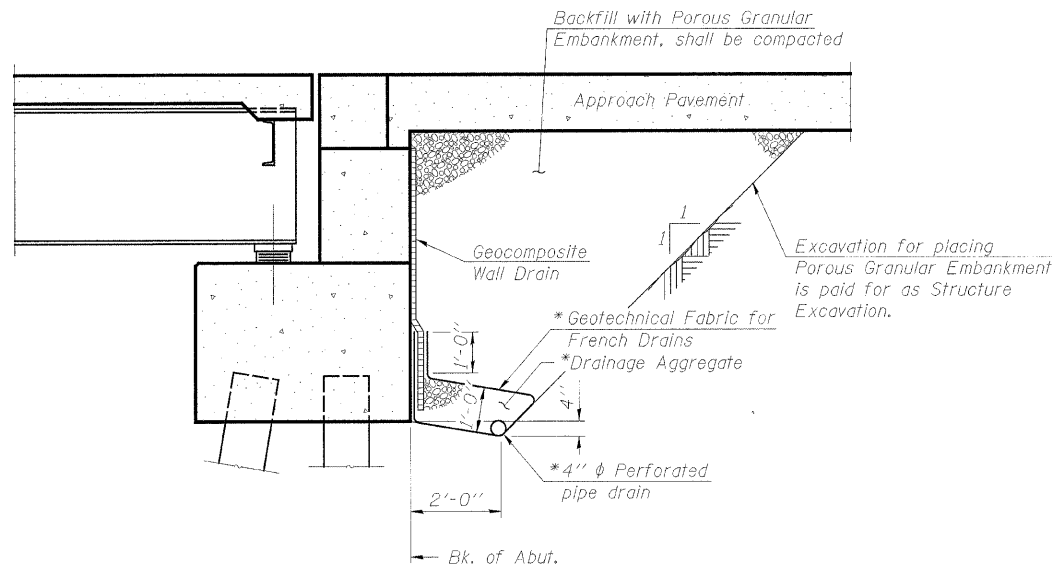 Backfill with Porous Granular
Embankment, shall be compacted
Approach Pavement
1
1
Geocomposite
Wall Drain
Excavation for placing
Porous Granular Embankment
is paid for as Structure
Excavation.
*Geotechnical Fabric for
French Drains
*Drainage Aggregate
1'-0"
1'-0"
4"
*4" ϕ Perforated
pipe drain
2'-0"
Bk. of Abut.